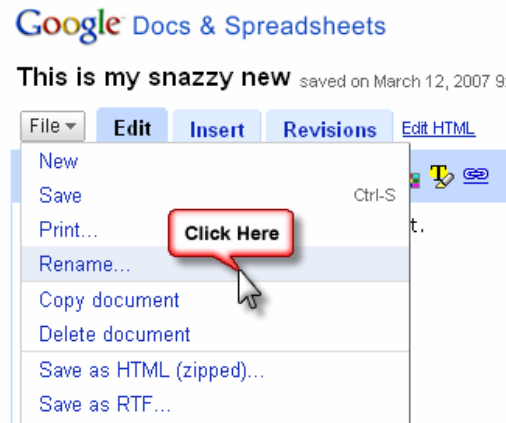 Google Docs & Spreadsheets
This is my snazzy new saved on March 12, 2007 9:
File Edit Insert Revisions Edit HTML
New
Save Ctrl-S
t.
Print...
Click Here
Rename...
Copy document
Delete document
Save as HTML (zipped)...
Save as RTF...